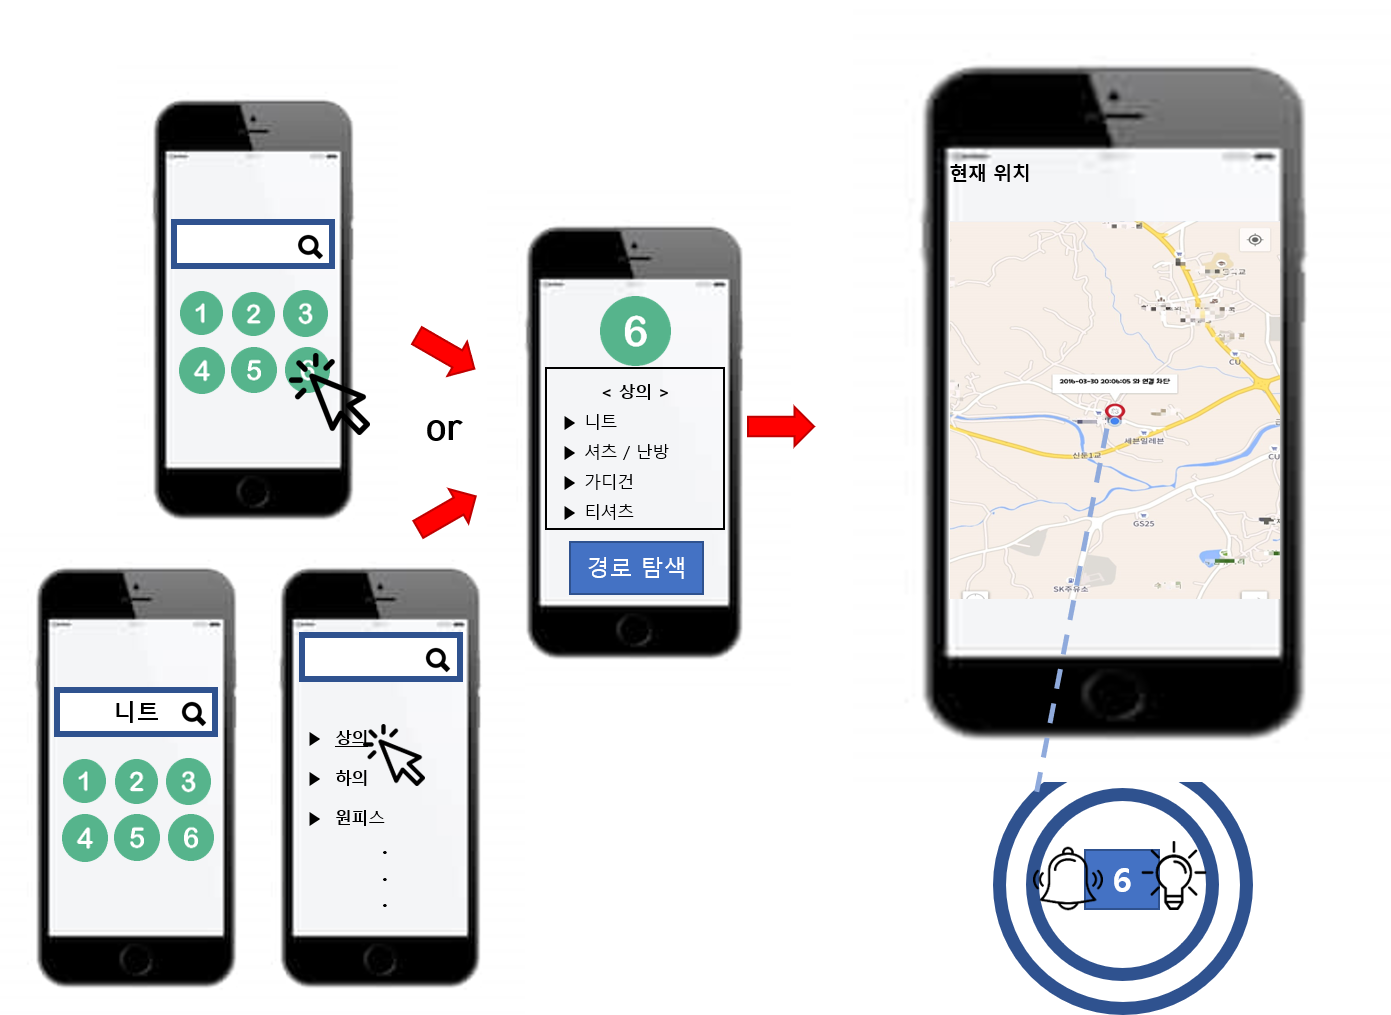 1 2 3
4 5
or
니트
1 2 3
4 5 6
상의
하의
원피스
6
< 상의 >
니트
셔츠 / 난방
가디건
티셔츠
경로 탐색
현재 위치
CU
2016-03-30 20:06:05 와 연결 차단
세븐일레븐
신둔1교
CU
GS25
SK주유소
6